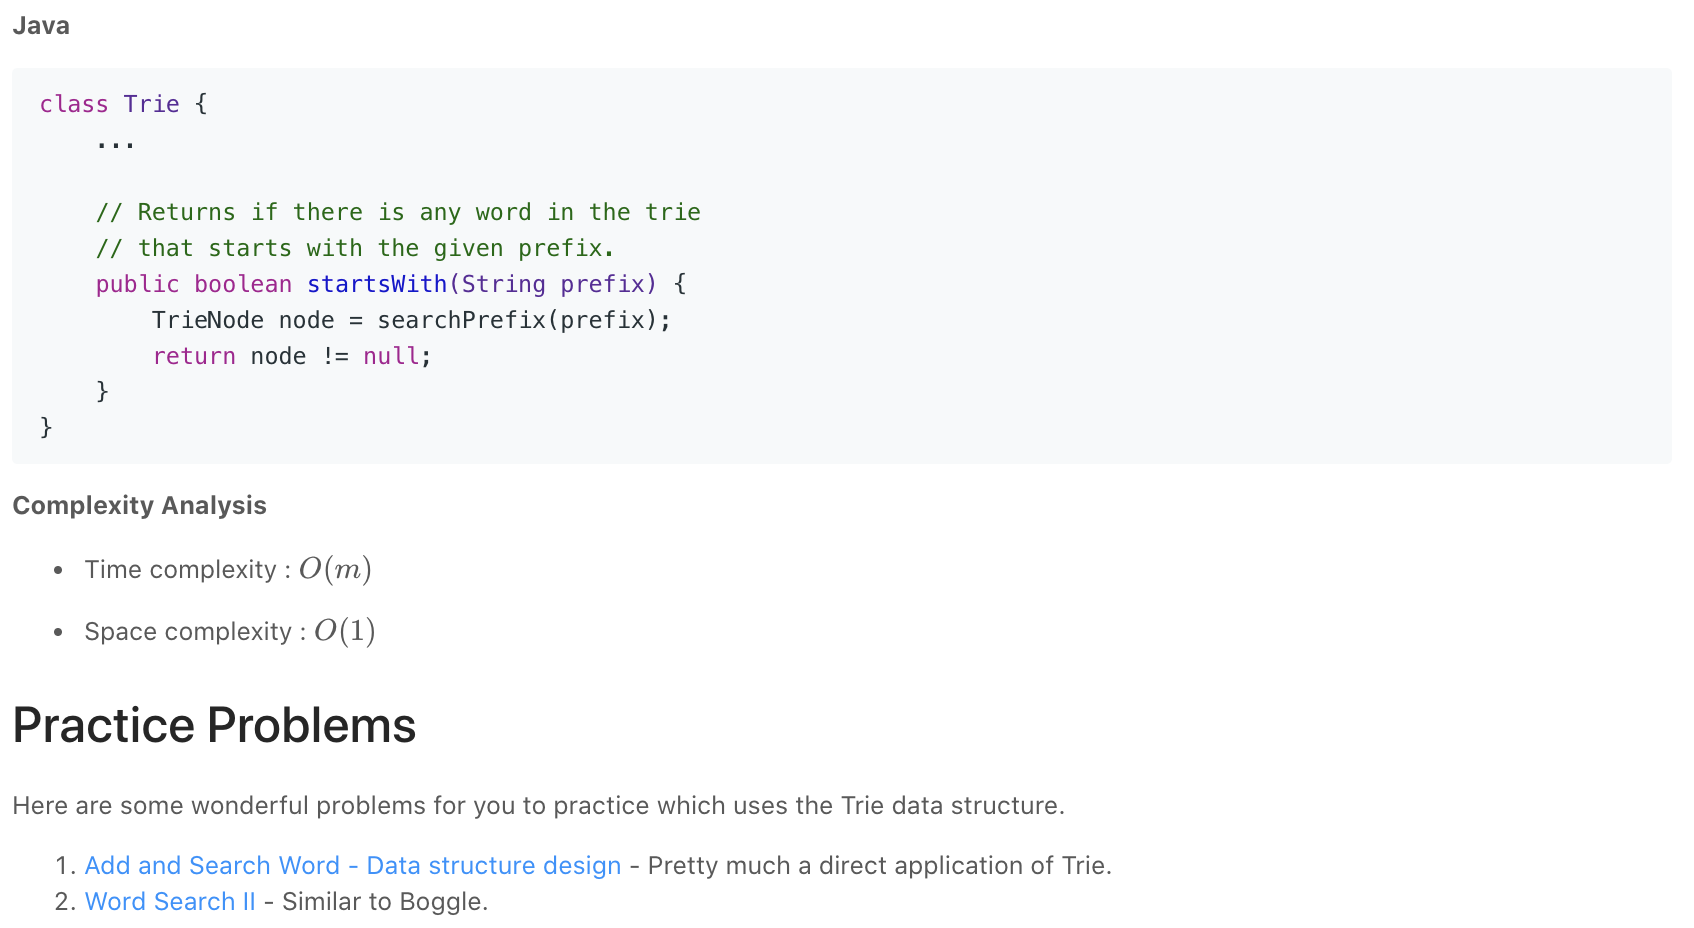 Java
class Trie {
    ...

    // Returns if there is any word in the trie
    // that starts with the given prefix.
    public boolean startsWith(String prefix) {
        TrieNode node = searchPrefix(prefix);
        return node != null;
    }
}
Complexity Analysis
• Time complexity : O(m)
• Space complexity : O(1)
Practice Problems
Here are some wonderful problems for you to practice which uses the Trie data structure.
1. Add and Search Word - Data structure design - Pretty much a direct application of Trie.
2. Word Search II - Similar to Boggle.